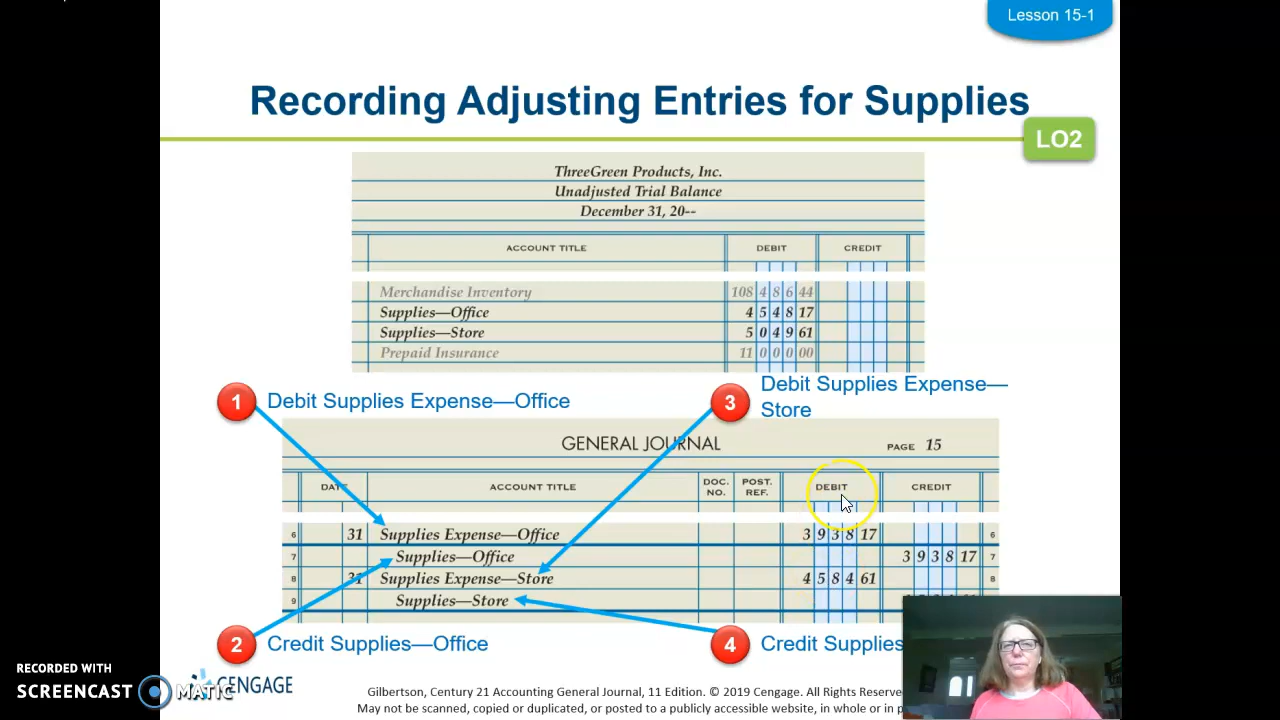 Lesson 15-1
Recording Adjusting Entries for Supplies
LO2
ThreeGreen Products, Inc.
Unadjusted Trial Balance
December 31, 20--
ACCOUNT TITLE DEBIT CREDIT
Merchandise Inventory 108 4 8 6 44
Supplies—Office 4 5 4 8 17
Supplies—Store 5 0 4 9 61
Prepaid Insurance 11 0 0 0 00
1 Debit Supplies Expense—Office
3 Debit Supplies Expense—
Store
GENERAL JOURNAL PAGE 15
DATE ACCOUNT TITLE DOC. NO. POST. REF. DEBIT CREDIT
6 31 Supplies Expense—Office 3 9 3 8 17 6
7 Supplies—Office 3 9 3 8 17 7
8 31 Supplies Expense—Store 4 5 8 4 61 8
9 Supplies—Store
2 Credit Supplies—Office
4 Credit Supplies
RECORDED WITH
SCREENCAST MATIC
CENGAGE
Gilbertson, Century 21 Accounting General Journal, 11 Edition. © 2019 Cengage. All Rights
May not be scanned, copied or duplicated, or posted to a publicly accessible website, in whole or in